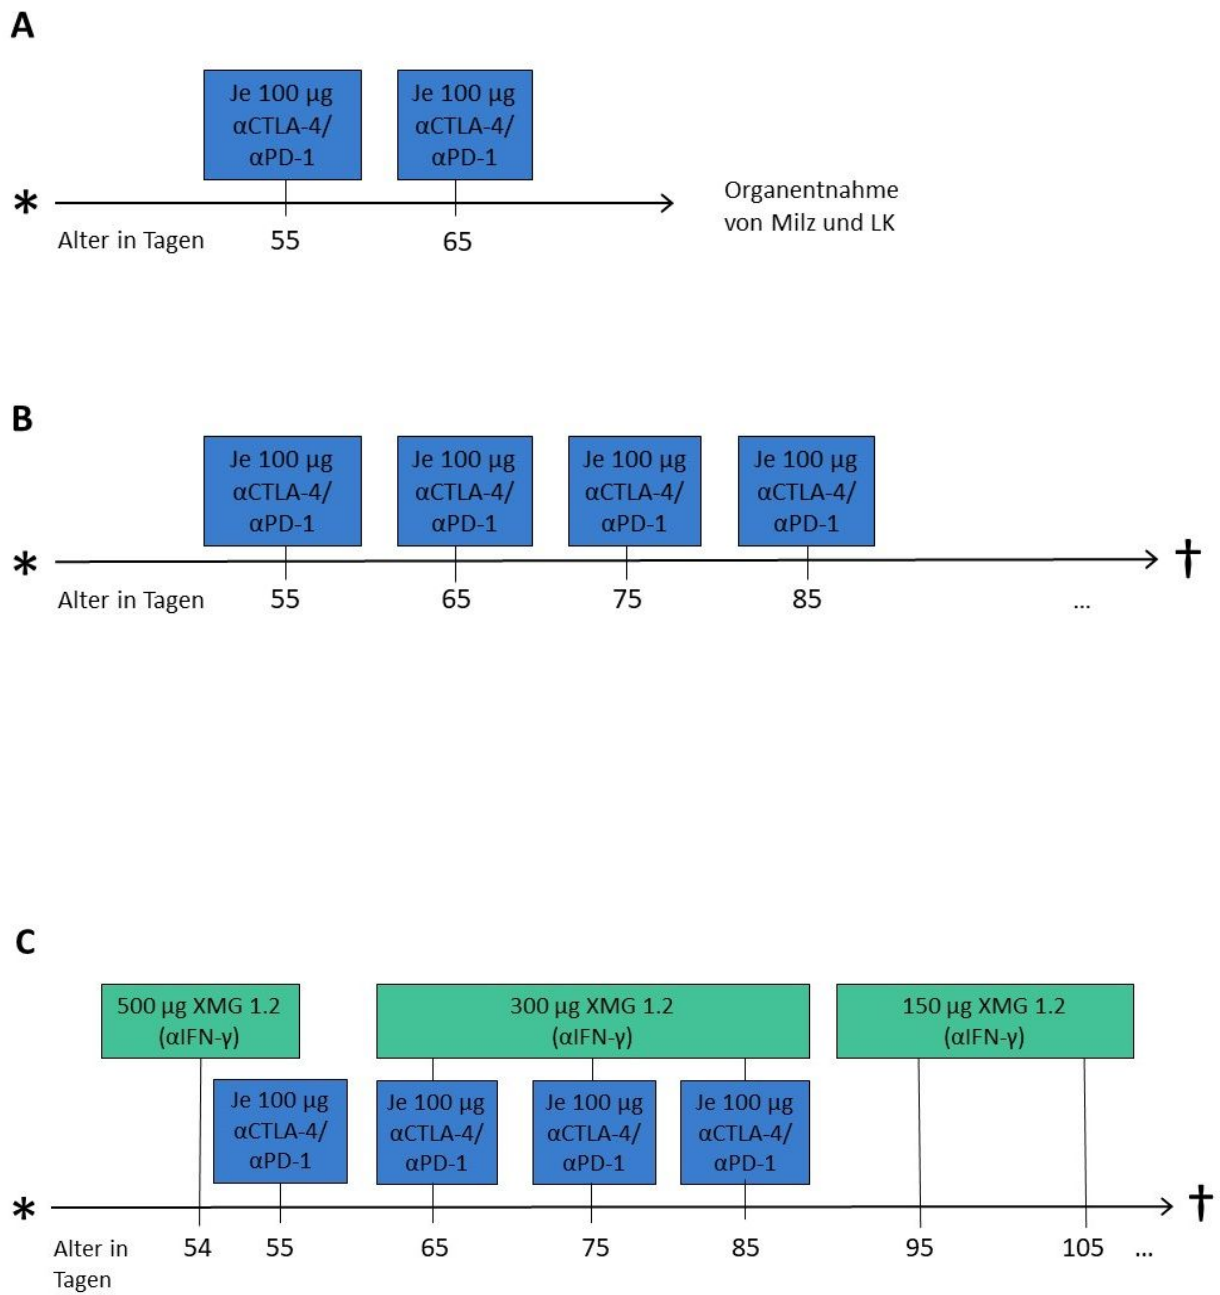 A
Je 100 µg
αCTLA-4/
αPD-1
Je 100 µg
αCTLA-4/
αPD-1
*
Alter in Tagen
55
65
Organentnahme
von Milz und LK
B
Je 100 µg
αCTLA-4/
αPD-1
Je 100 µg
αCTLA-4/
αPD-1
Je 100 µg
αCTLA-4/
αPD-1
Je 100 µg
αCTLA-4/
αPD-1
*
†
Alter in Tagen
55
65
75
85
...
C
500 µg XMG 1.2
(αIFN-γ)
300 µg XMG 1.2
(αIFN-γ)
150 µg XMG 1.2
(αIFN-γ)
Je 100 µg
αCTLA-4/
αPD-1
Je 100 µg
αCTLA-4/
αPD-1
Je 100 µg
αCTLA-4/
αPD-1
Je 100 µg
αCTLA-4/
αPD-1
*
†
Alter in
Tagen
54
55
65
75
85
95
105
...